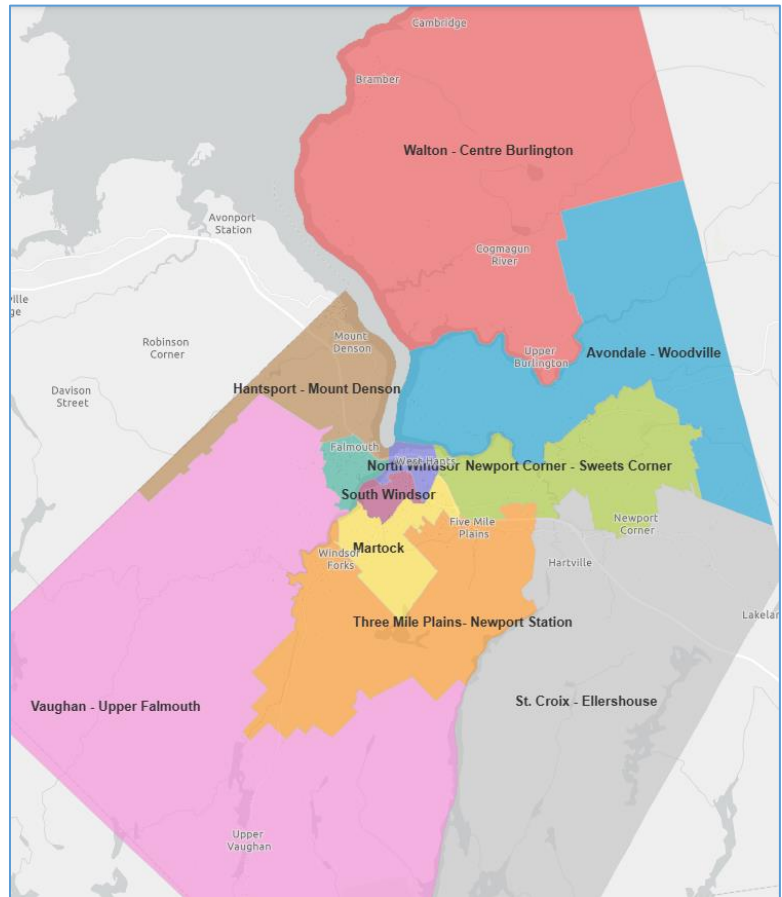 Cambridge
Bramber
Walton - Centre Burlington
Avonport
Station
Cogmagun
River
ville
ge
Mount
Denson
Robinson
Corner
Upper
Burlington
Avondale - Woodville
Hantsport - Mount Denson
Davison
Street
Falmouth
West Hants
North Windsor
Newport Corner - Sweets Corner
South Windsor
Five Mile
Plains
Newport
Corner
Martock
Windsor
Forks
Hartville
Lakelan
Three Mile Plains- Newport Station
Vaughan - Upper Falmouth
St. Croix - Ellershouse
Upper
Vaughan